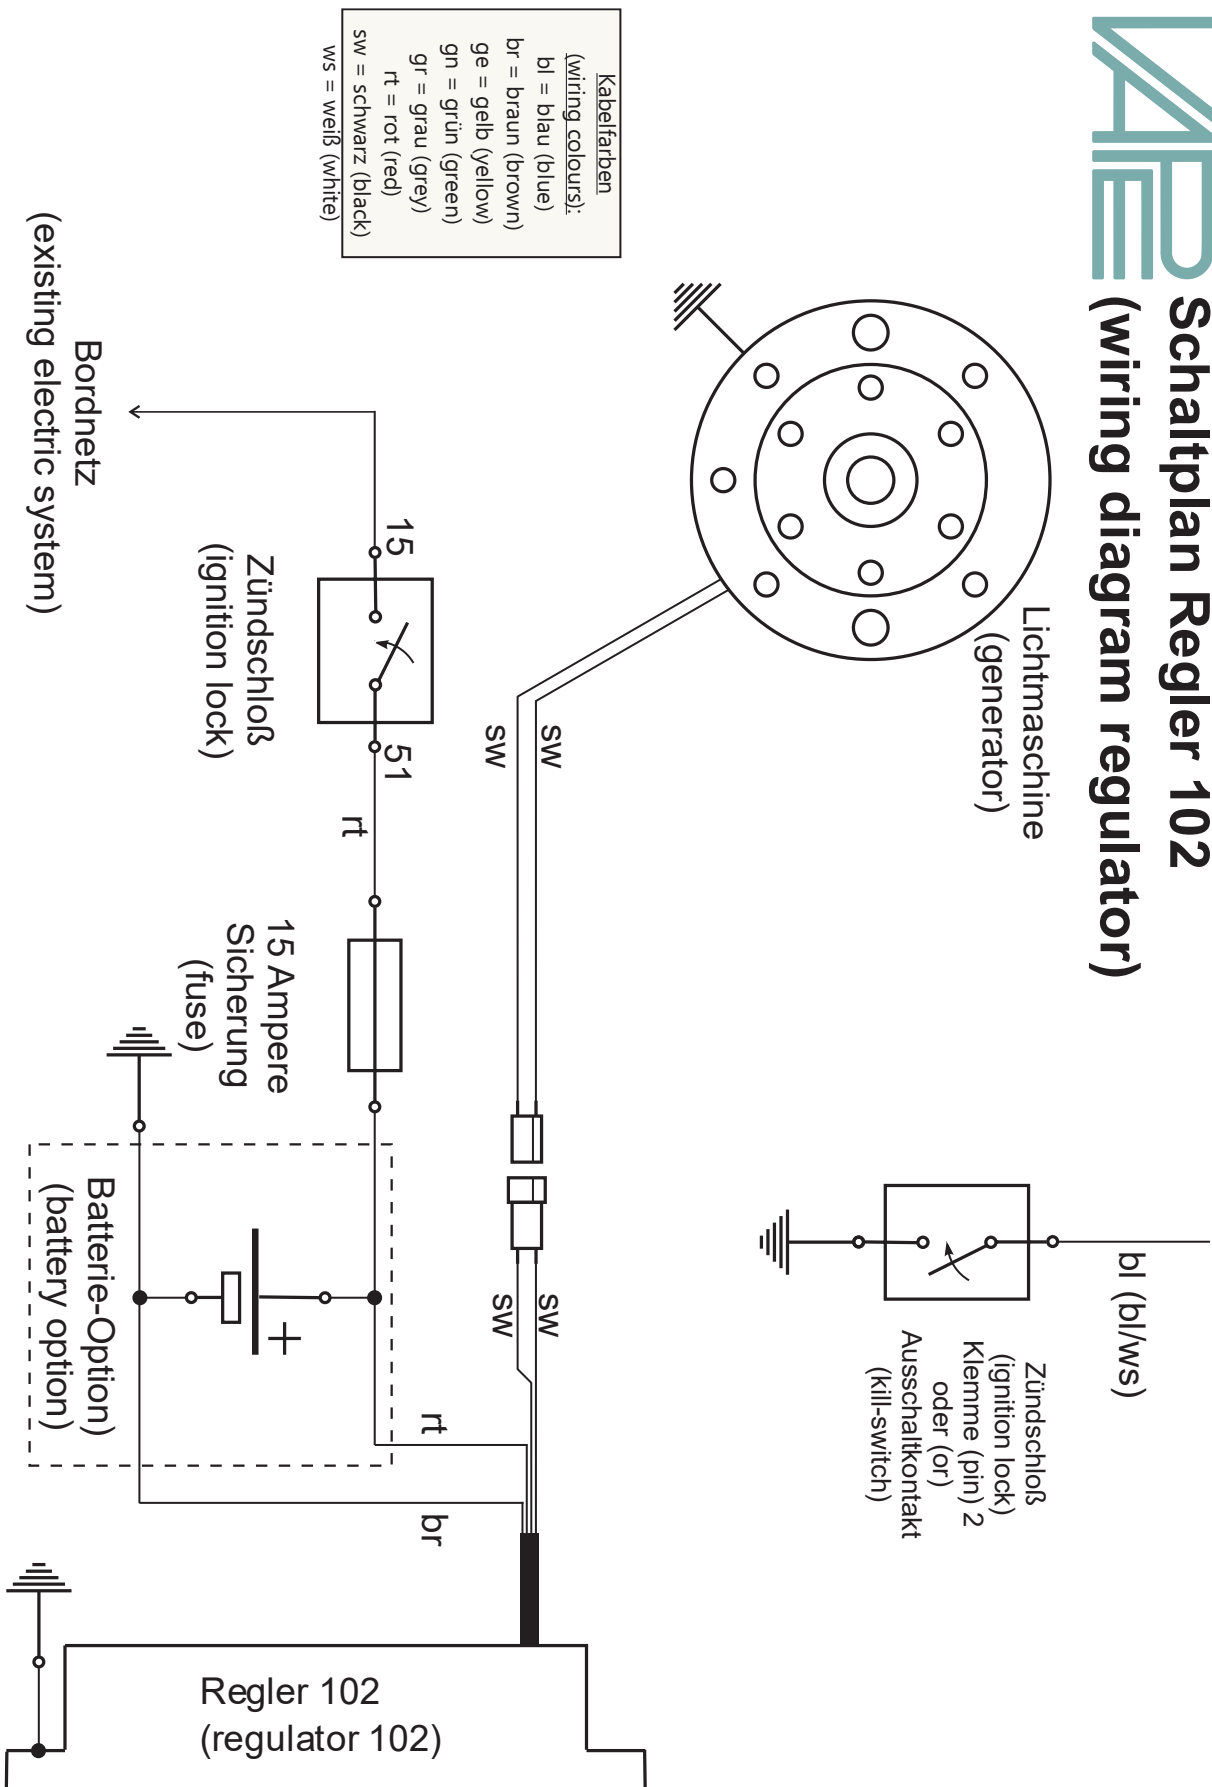 VAPE
Schaltplan Regler 102
(wiring diagram regulator)
Kabelfarben
(wiring colours):
bl = blau (blue)
br = braun (brown)
ge = gelb (yellow)
gn = grün (green)
gr = grau (grey)
rt = rot (red)
sw = schwarz (black)
ws = weiß (white)
Lichtmaschine
(generator)
bl (bl/ws)
Zündschloß
(ignition lock)
Klemme (pin) 2
oder (or)
Ausschaltkontakt
(kill-switch)
sw
sw
sw
sw
15
51
rt
Zündschloß
(ignition lock)
15 Ampere
Sicherung
(fuse)
Bordnetz
(existing electric system)
+
Batterie-Option)
(battery option)
rt
br
Regler 102
(regulator 102)